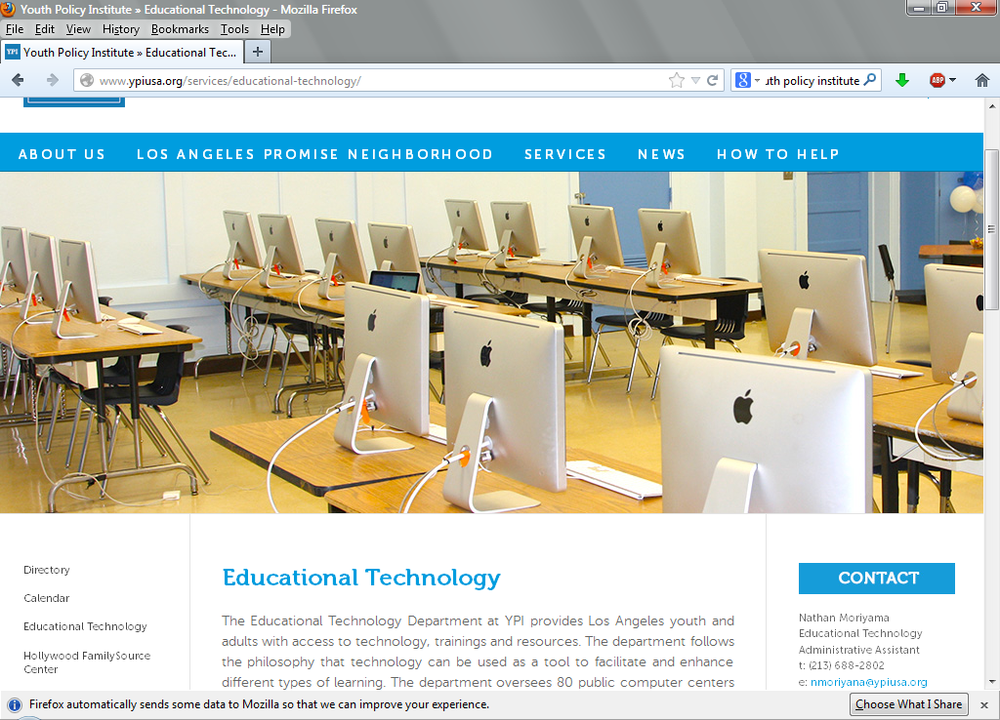 Youth Policy Institute » Educational Technology - Mozilla Firefox
File Edit View History Bookmarks Tools Help
YPI Youth Policy Institute » Educational Tec...
www.ypiusa.org/services/educational-technology/
uth policy institute
ABP
ABOUT US LOS ANGELES PROMISE NEIGHBORHOOD SERVICES NEWS HOW TO HELP
Directory
Calendar
Educational Technology
Hollywood FamilySource
Center
Educational Technology
The Educational Technology Department at YPI provides Los Angeles youth and
adults with access to technology, trainings and resources. The department follows
the philosophy that technology can be used as a tool to facilitate and enhance
different types of learning. The department oversees 80 public computer centers
CONTACT
Nathan Moriyama
Educational Technology
Administrative Assistant
t: (213) 688-2802
e: nmoriyana@ypiusa.org
Firefox automatically sends some data to Mozilla so that we can improve your experience.
Choose What I Share